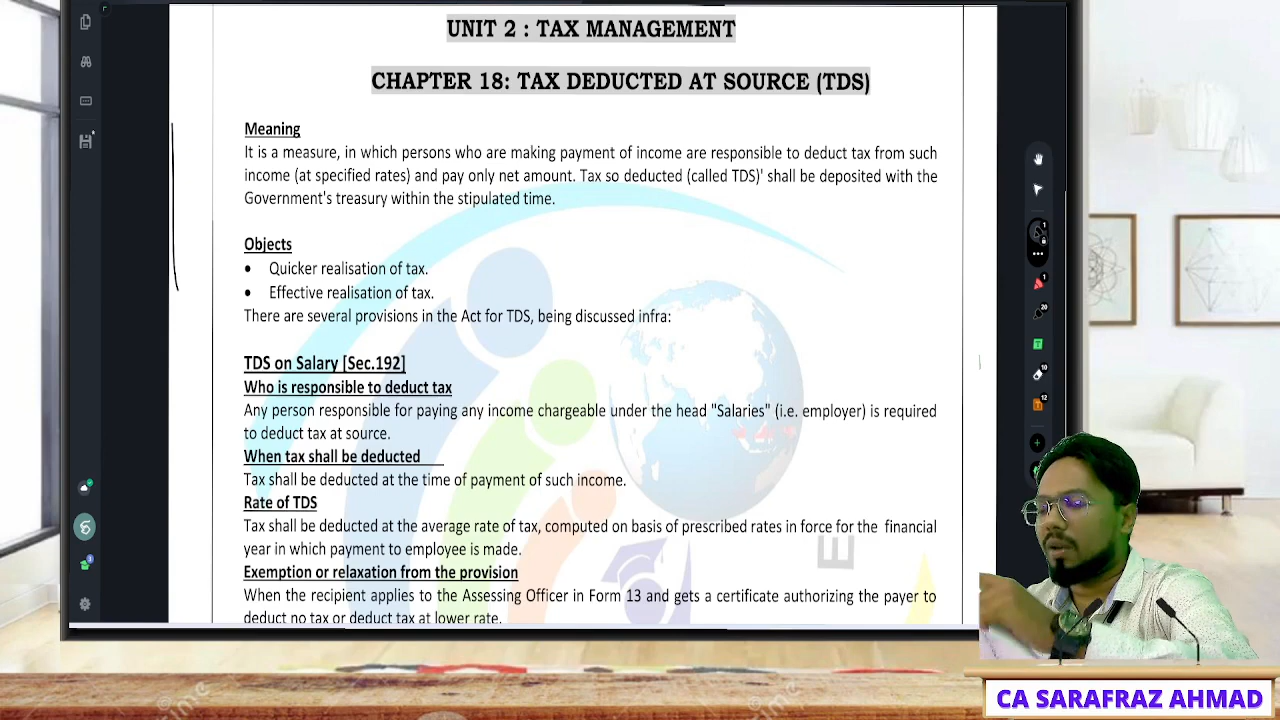 UNIT 2 : TAX MANAGEMENT
CHAPTER 18: TAX DEDUCTED AT SOURCE (TDS)
Meaning
It is a measure, in which persons who are making payment of income are responsible to deduct tax from such
income (at specified rates) and pay only net amount. Tax so deducted (called TDS)' shall be deposited with the
Government's treasury within the stipulated time.
Objects
• Quicker realisation of tax.
• Effective realisation of tax.
There are several provisions in the Act for TDS, being discussed infra:
TDS on Salary [Sec.192]
Who is responsible to deduct tax
Any person responsible for paying any income chargeable under the head "Salaries" (i.e. employer) is required
to deduct tax at source.
When tax shall be deducted
Tax shall be deducted at the time of payment of such income.
Rate of TDS
Tax shall be deducted at the average rate of tax, computed on basis of prescribed rates in force for the financial
year in which payment to employee is made.
Exemption or relaxation from the provision
When the recipient applies to the Assessing Officer in Form 13 and gets a certificate authorizing the payer to
deduct no tax or deduct tax at lower rate.
E
CA SARAFRAZ AHMAD